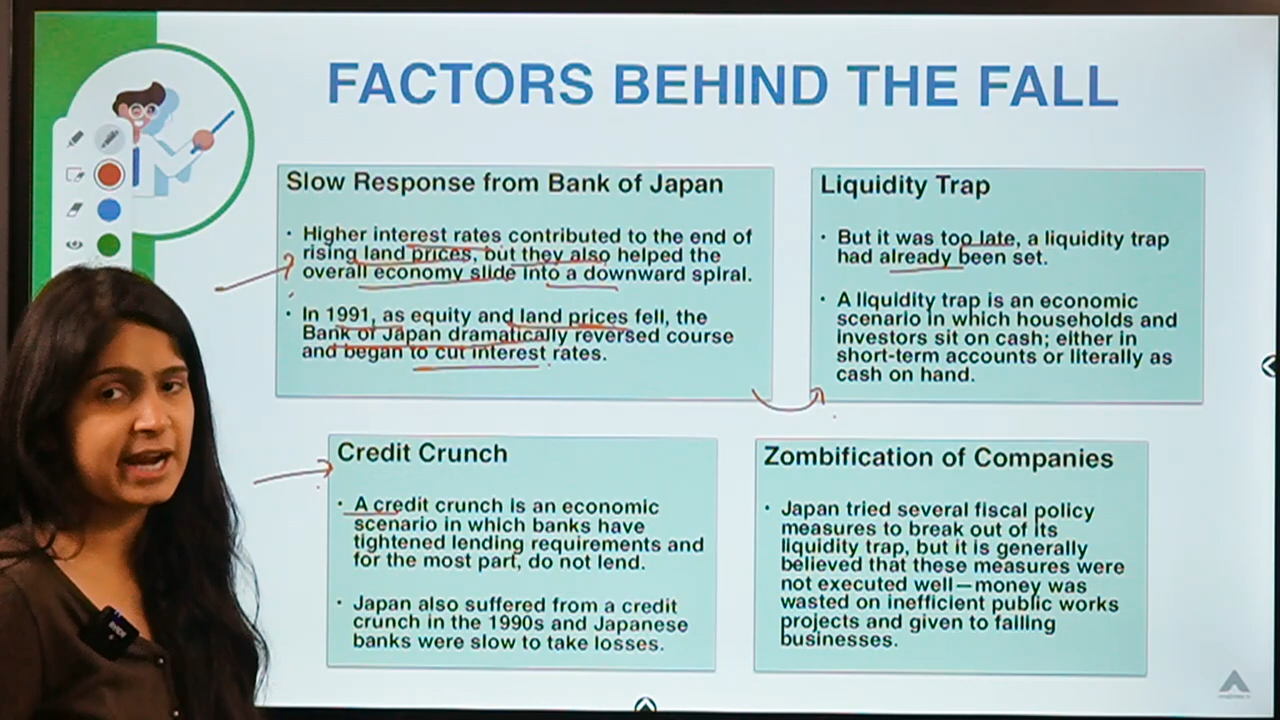 FACTORS BEHIND THE FALL
Slow Response from Bank of Japan
· Higher interest rates contributed to the end of
rising land prices, but they also helped the
overall economy slide into a downward spiral.
· In 1991, as equity and land prices fell, the
Bank of Japan dramatically reversed course
and began to cut interest rates.
Liquidity Trap
· But it was too late, a liquidity trap
had already been set.
· A liquidity trap is an economic
scenario in which households and
investors sit on cash; either in
short-term accounts or literally as
cash on hand.
Credit Crunch
· A credit crunch is an economic
scenario in which banks have
tightened lending requirements and
for the most part, do not lend.
· Japan also suffered from a credit
crunch in the 1990s and Japanese
banks were slow to take losses.
Zombification of Companies
· Japan tried several fiscal policy
measures to break out of its
liquidity trap, but it is generally
believed that these measures were
not executed well—money was
wasted on inefficient public works
projects and given to falling
businesses.